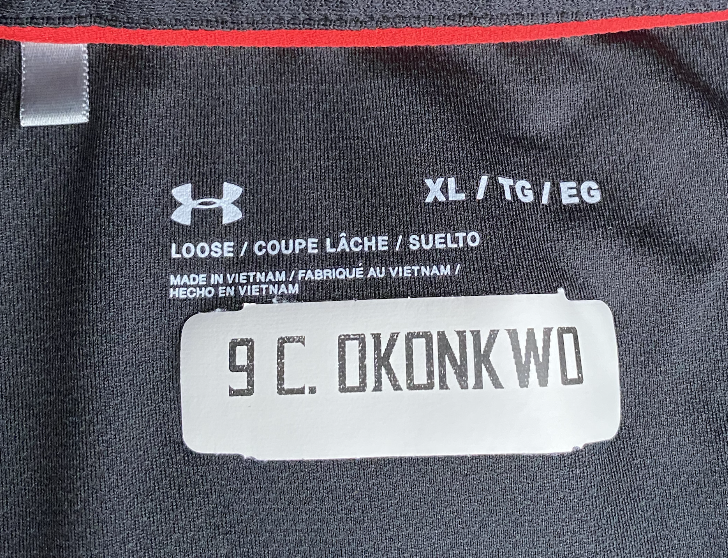 XL / TG / EG
LOOSE / COUPE LÂCHE / SUELTO
MADE IN VIETNAM / FABRIQUÉ AU VIETNAM /
HECHO EN VIETNAM
9 C. OKONKWO